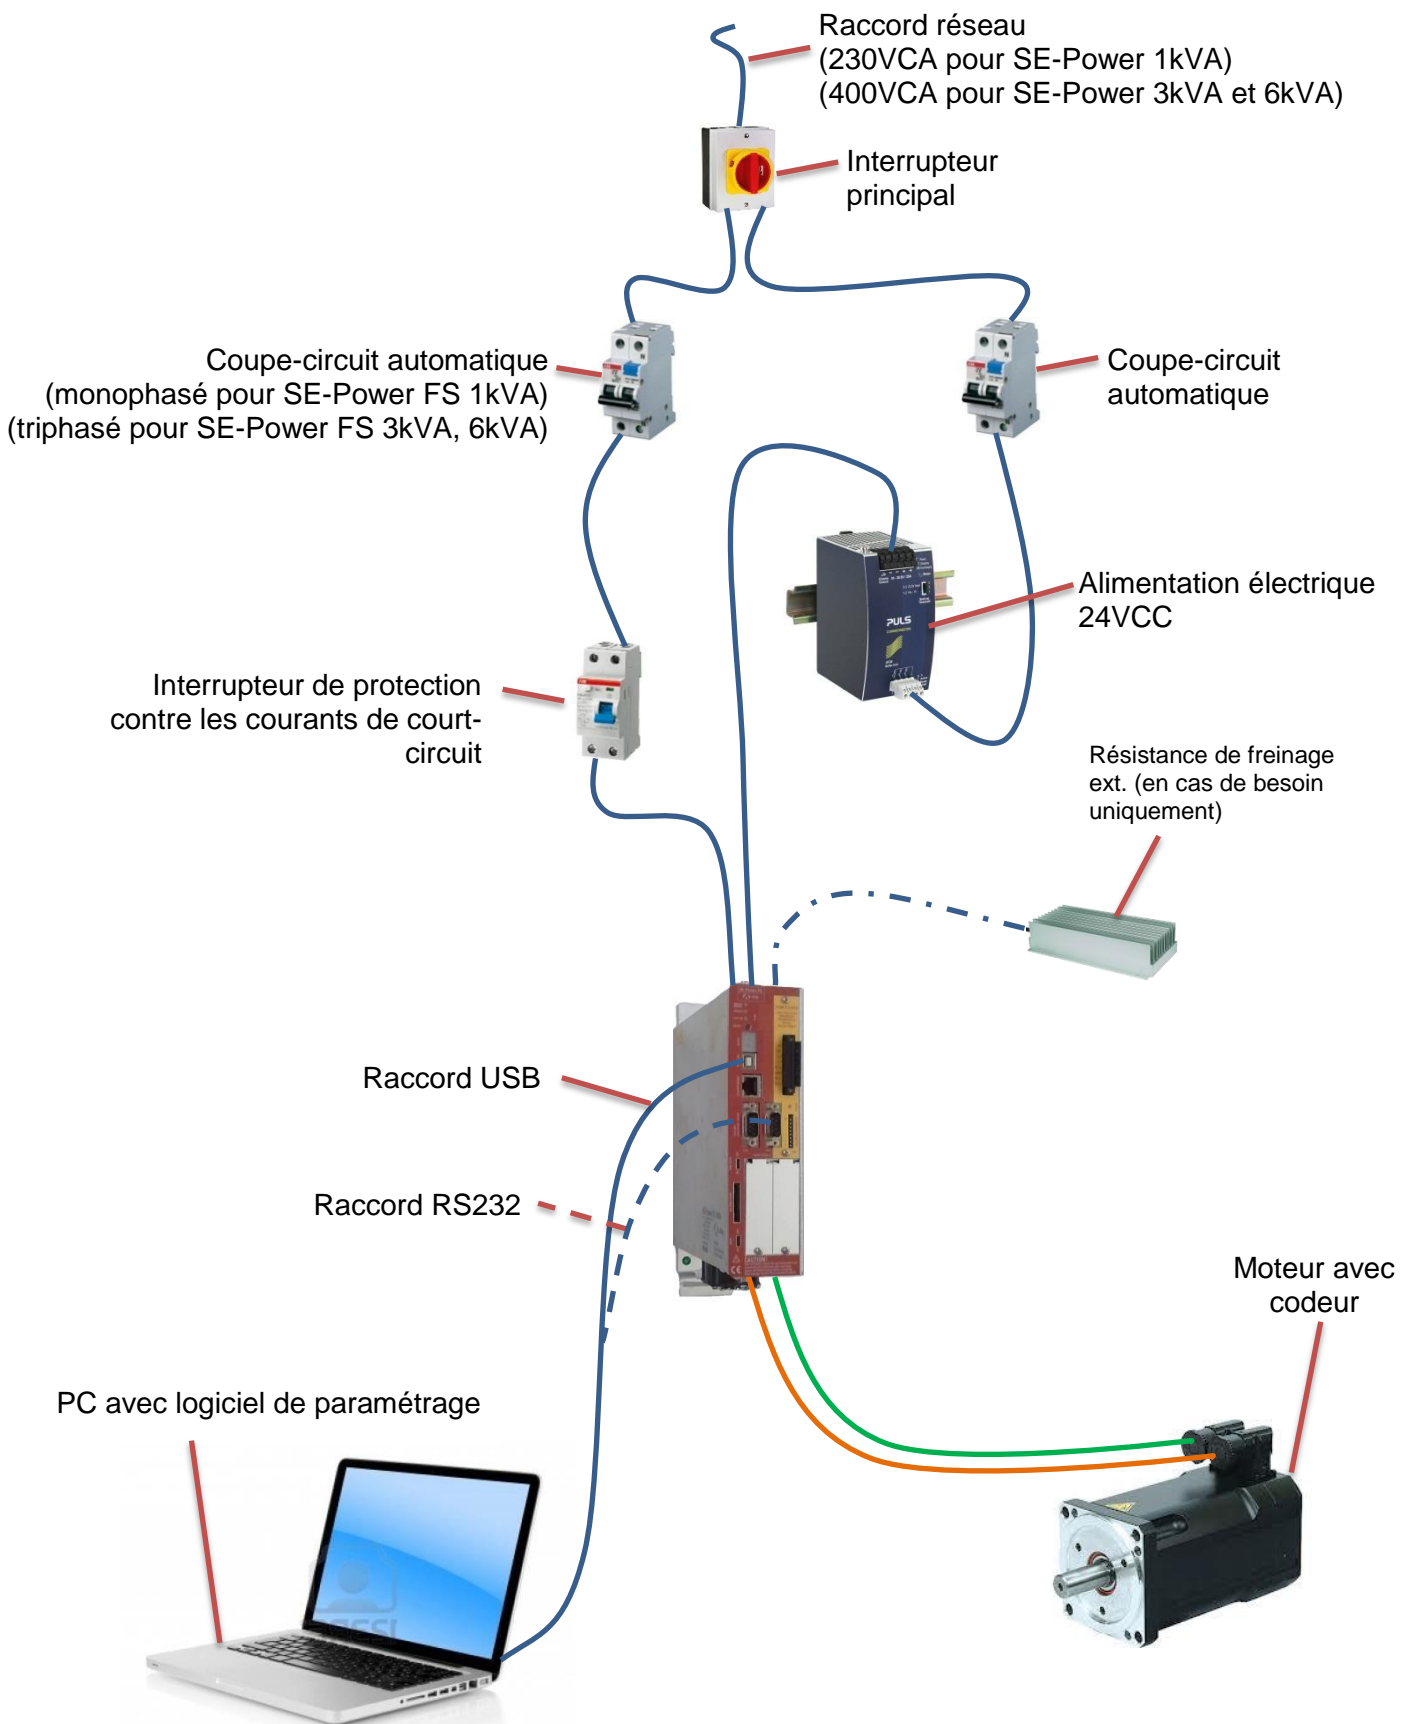 Raccord réseau
(230VCA pour SE-Power 1kVA)
(400VCA pour SE-Power 3kVA et 6kVA)
Interrupteur
principal
Coupe-circuit automatique
(monophasé pour SE-Power FS 1kVA)
(triphasé pour SE-Power FS 3kVA, 6kVA)
Coupe-circuit
automatique
Alimentation électrique
24VCC
PULS
Interrupteur de protection
contre les courants de court-
circuit
Résistance de freinage
ext. (en cas de besoin
uniquement)
Raccord USB
Raccord RS232
Moteur avec
codeur
PC avec logiciel de paramétrage